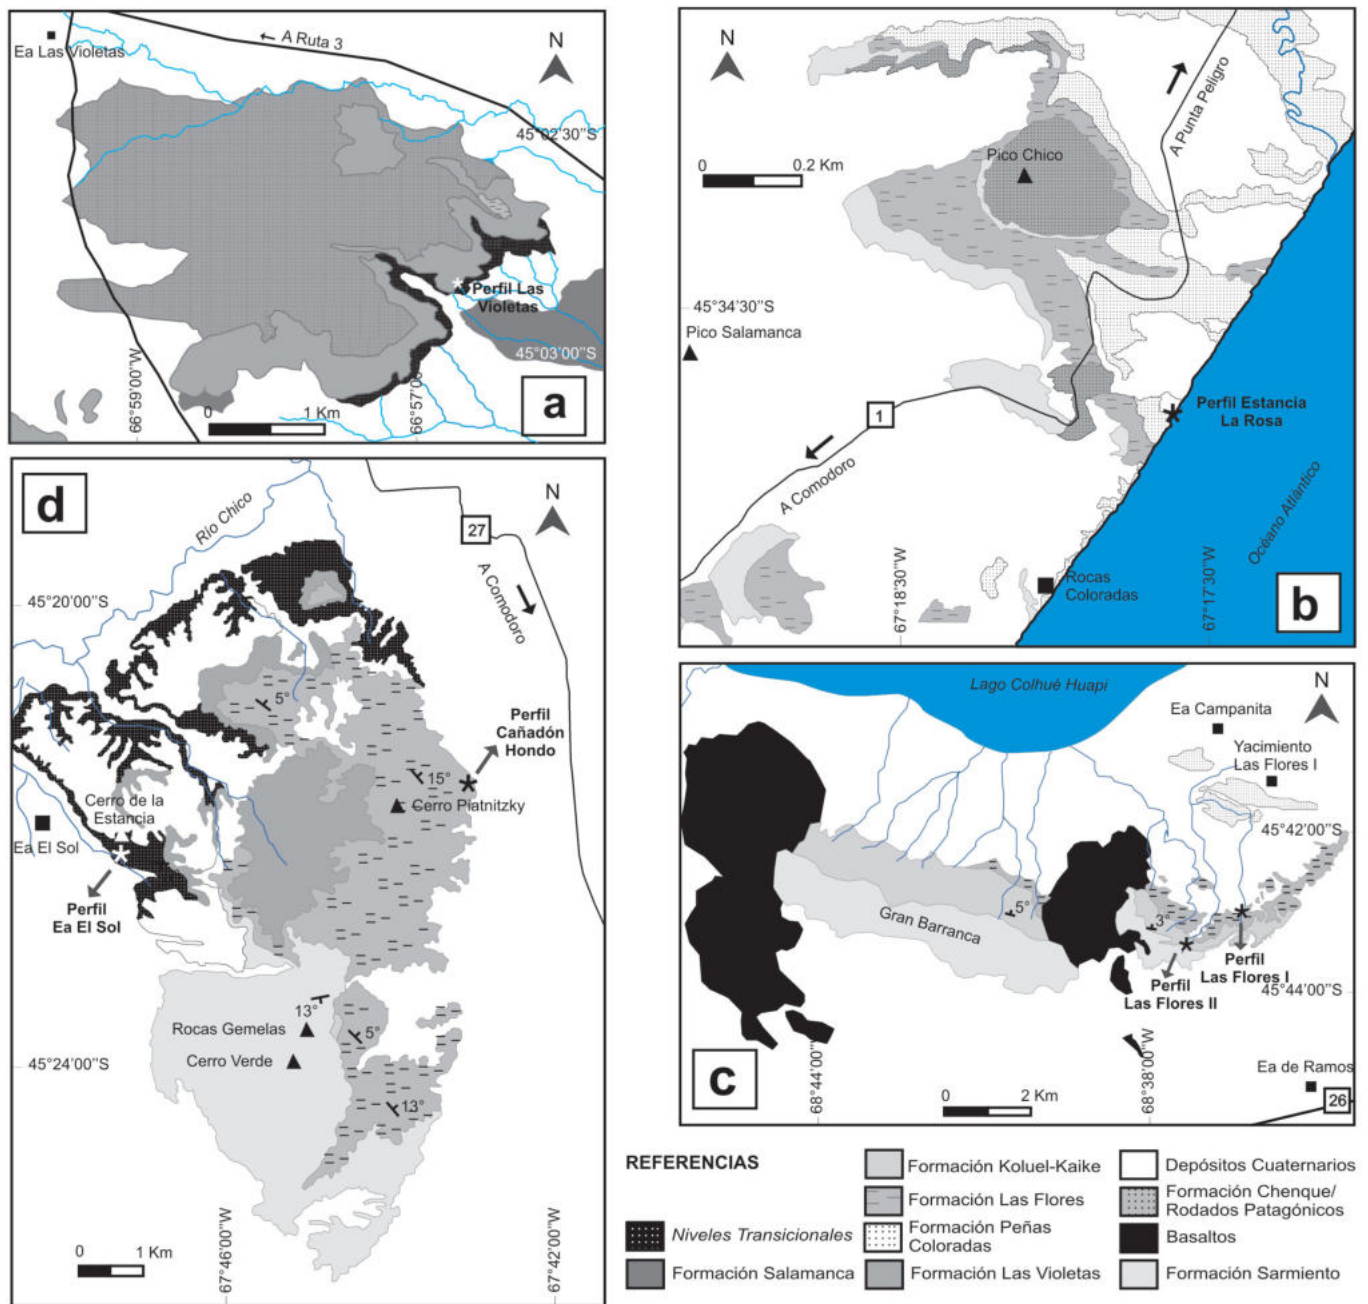 Ea Las Violetas
← A Ruta 3
N
45°02'30''S
Perfil Las
Violetas
45°03'00''S
66°59'00''W
66°57'00
0
1 Km
a
N
0
0.2 Km
Pico Chico
A Punta Peligro
45°34'30''S
Pico Salamanca
1
A Comodoro
Perfil Estancia
La Rosa
Océano Atlántico
67°18'30''W
67°17'30''W
Rocas
Coloradas
b
d
Río Chico
N
27
A Comodoro
45°20'00''S
5°
Perfil
Cañadón
Hondo
15°
Cerro Piatnitzky
Cerro de la
Estancia
Ea El Sol
Perfil
Ea El Sol
13°
Rocas Gemelas
5°
Cerro Verde
45°24'00''S
13°
67°46'00''W
67°42'00''W
0
1 Km
Lago Colhué Huapi
N
Ea Campanita
Yacimiento
Las Flores I
45°42'00''S
5°
3°
Gran Barranca
Perfil
Las Flores I
Perfil
Las Flores II
45°44'00''S
68°44'00''W
68°38'00''W
c
0
2 Km
Ea de Ramos
26
REFERENCIAS
Niveles Transicionales
Formación Salamanca
Formación Koluel-Kaike
Formación Las Flores
Formación Peñas
Coloradas
Formación Las Violetas
Depósitos Cuaternarios
Formación Chenque/
Rodados Patagónicos
Basaltos
Formación Sarmiento